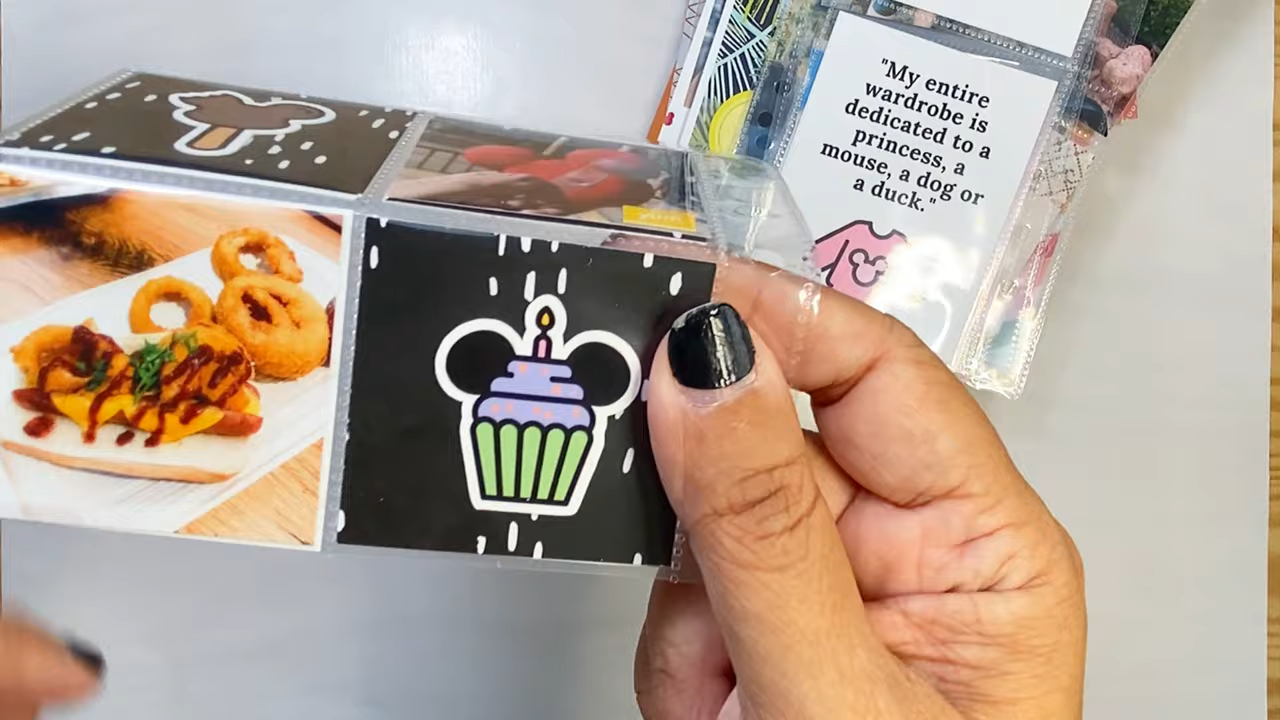 "My entire
wardrobe is
dedicated to a
princess, a
mouse, a dog or
a duck."